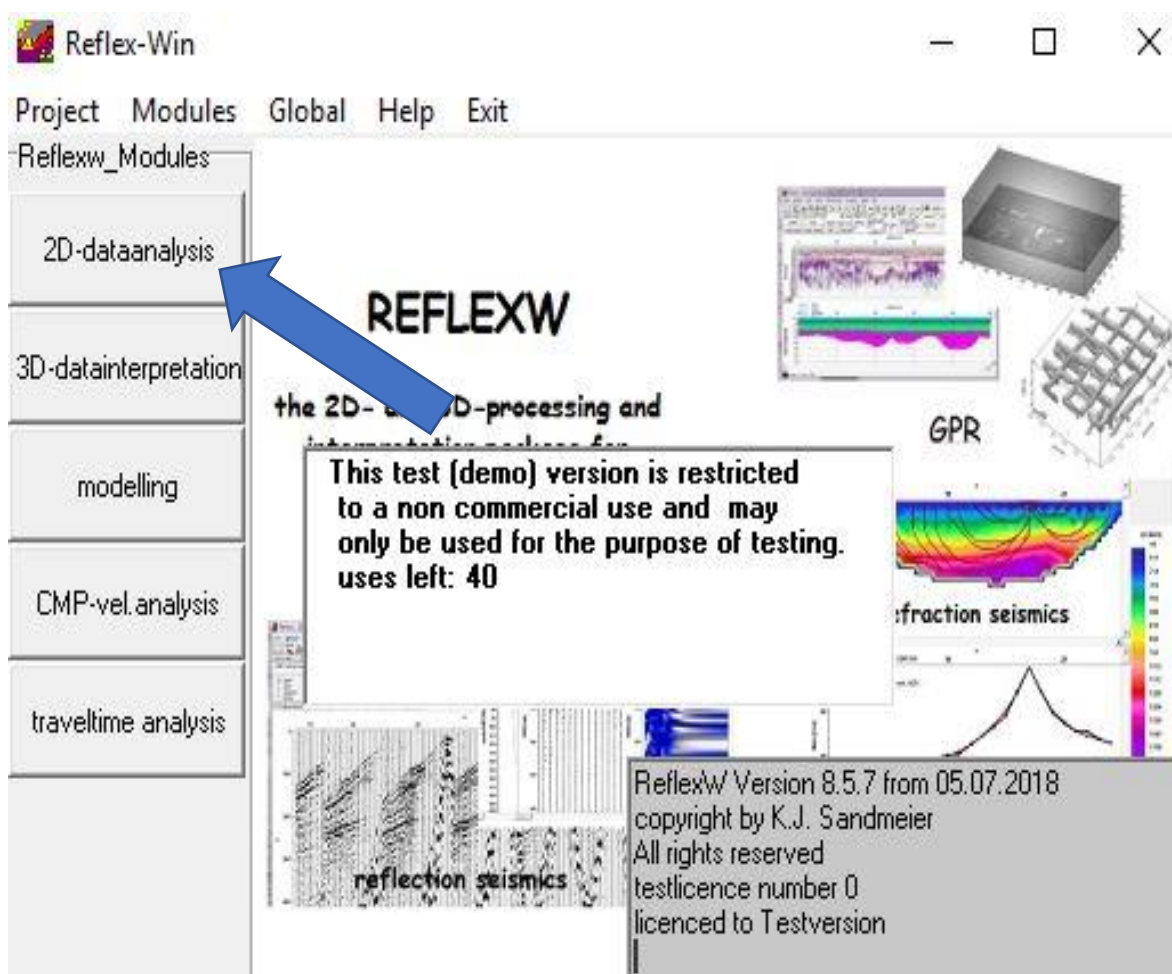 Reflex-Win
Project Modules Global Help Exit
Reflexw_Modules
2D-dataanalysis
3D-datainterpretation
modelling
CMP-vel.analysis
traveltime analysis
REFLEXW
the 2D- D-processing and
GPR
This test (demo) version is restricted
to a non commercial use and may
only be used for the purpose of testing.
uses left: 40
efraction seismics
reflection seismics
ReflexW Version 8.5.7 from 05.07.2018
copyright by K.J. Sandmeier
All rights reserved
testlicence number 0
licenced to Testversion